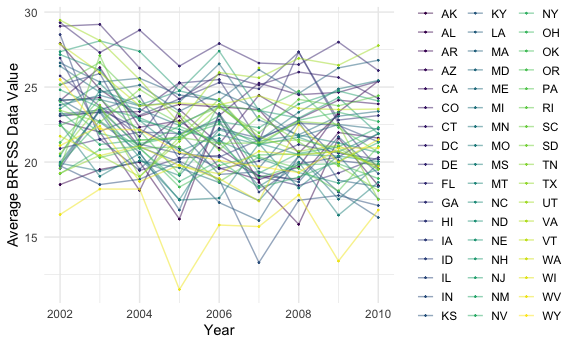 30
25
20
15
Average BRFSS Data Value
2002
2004
2006
2008
2010
Year
AK KY NY
AL LA OH
AR MA OK
AZ MD OR
CA ME PA
CO MI RI
CT MN SC
DC MO SD
DE MS TN
FL MT TX
GA NC UT
HI ND VA
IA NE VT
ID NH WA
IL NJ WI
IN NM WV
KS NV WY